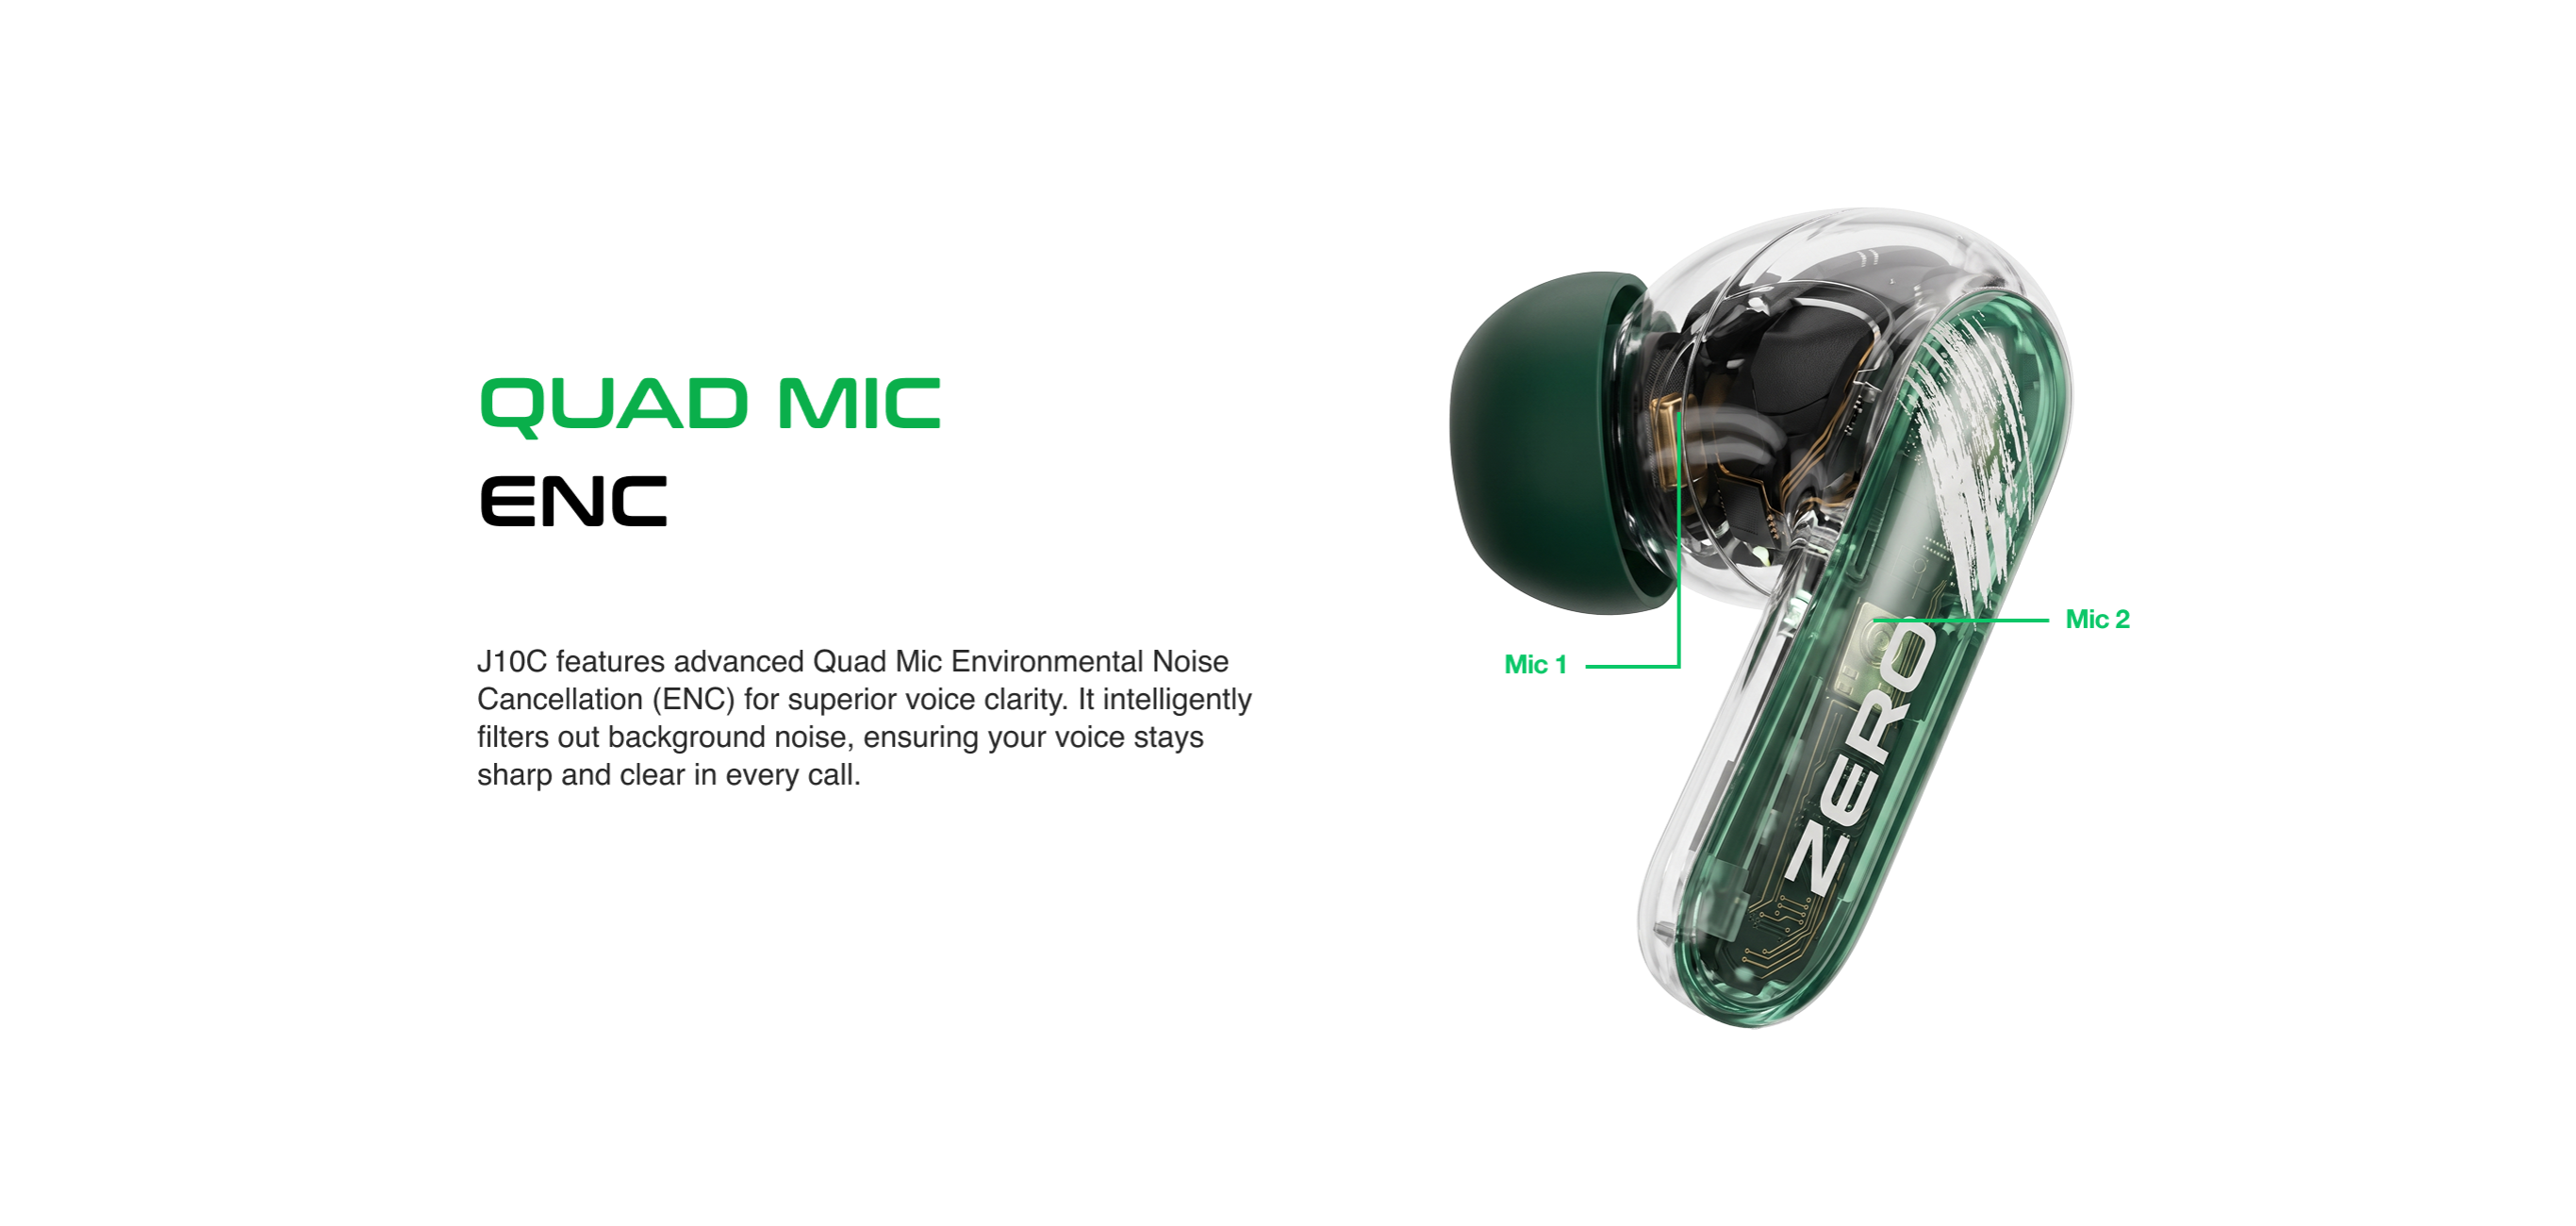 QUAD MIC
ENC
J10C features advanced Quad Mic Environmental Noise
Cancellation (ENC) for superior voice clarity. It intelligently
filters out background noise, ensuring your voice stays
sharp and clear in every call.
Mic 1
Mic 2
ZERO